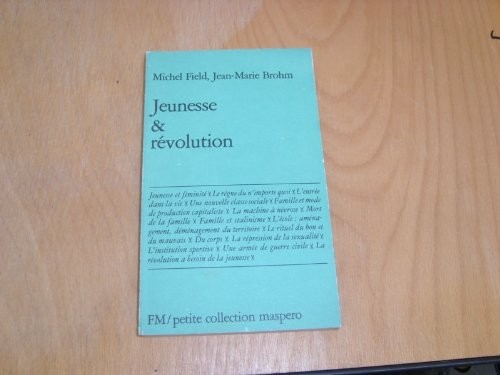 Michel Field, Jean-Marie Brohm
Jeunesse
&
révolution
Jeunesse et féminité x Le règne du n'importe quoi x L'entrée
dans la vie x Une nouvelle classe sociale x Famille et mode
de production capitaliste x La machine à névrose x Mort
de la famille x Famille et stalinisme x L'école : aména-
gement, déménagement du territoire x Le rituel du bon et
du mauvais x Du corps x La répression de la sexualité x
L'institution sportive x Une armée de guerre civile x La
révolution a besoin de la jeunesse x
FM/petite collection maspero